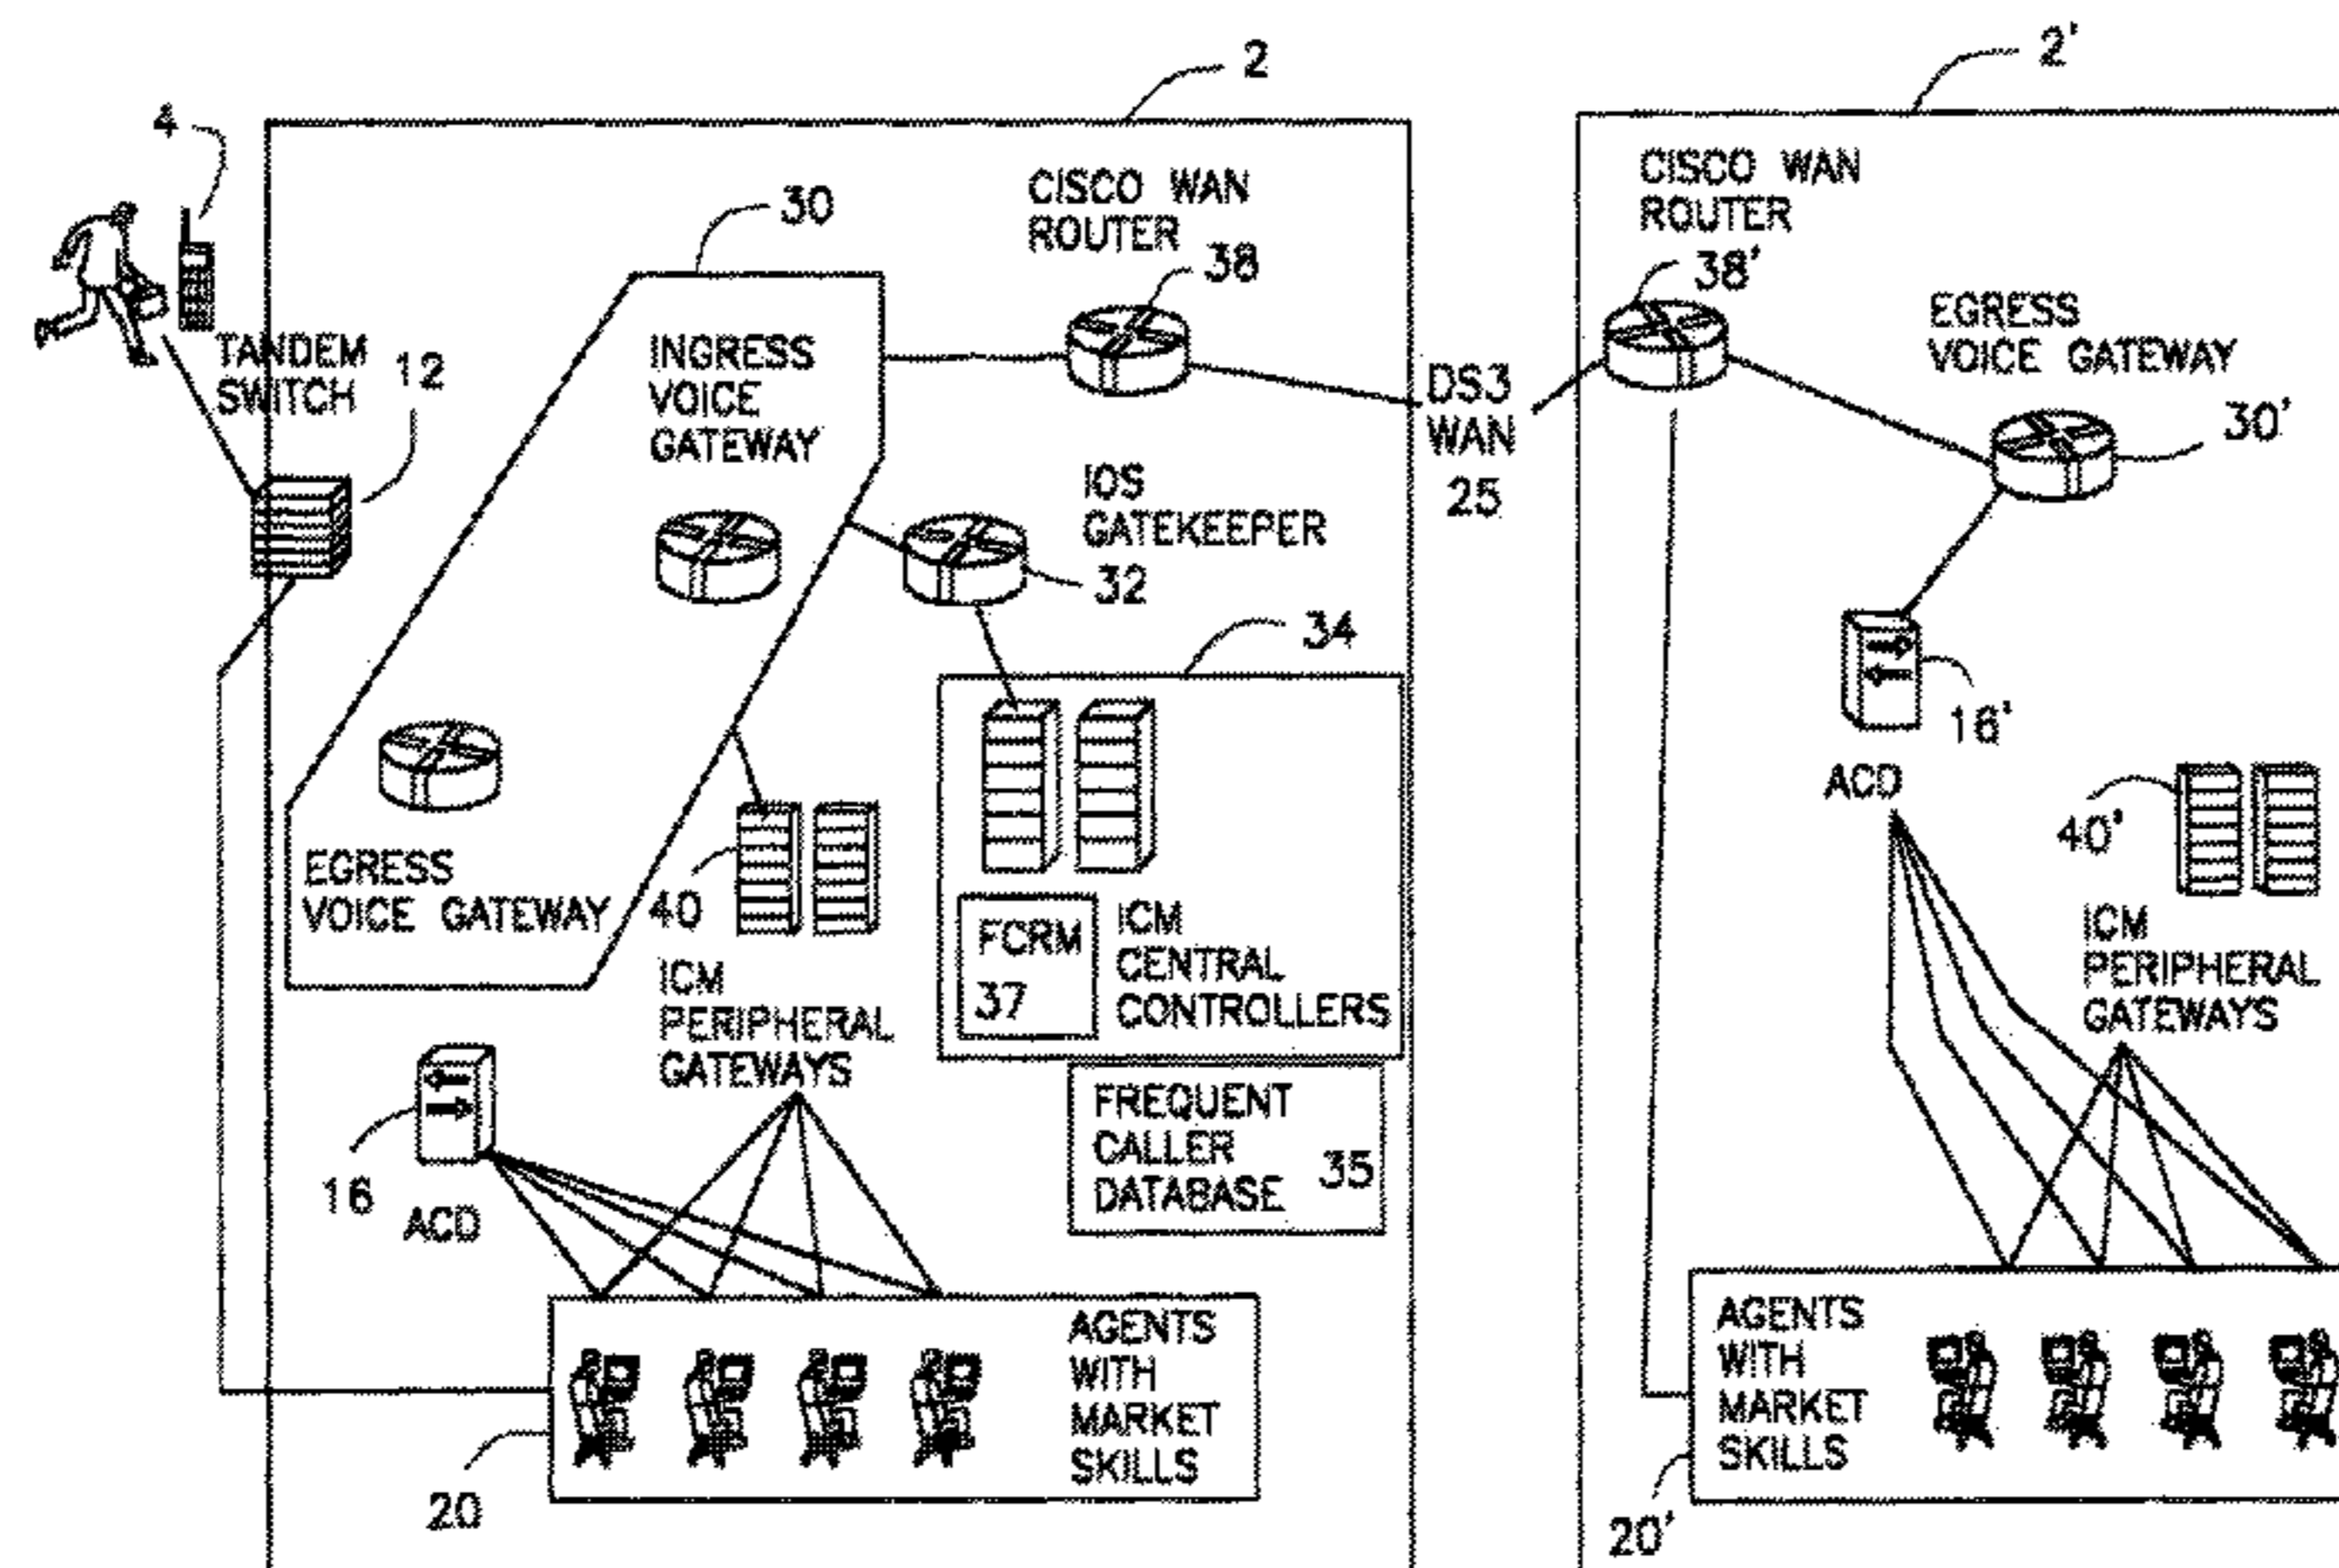 2
2'
4
CISCO WAN
ROUTER
38
30
TANDEM
SWITCH
12
INGRESS
VOICE
GATEWAY
DS3
WAN
25
CISCO WAN
ROUTER
38'
EGRESS
VOICE GATEWAY
30'
IOS
GATEKEEPER
32
34
16'
ACD
40'
ICM
PERIPHERAL
GATEWAYS
EGRESS
VOICE GATEWAY
40
ICM
PERIPHERAL
GATEWAYS
FCRM
37
ICM
CENTRAL
CONTROLLERS
FREQUENT
CALLER
DATABASE
35
16
ACD
AGENTS
WITH
MARKET
SKILLS
20
AGENTS
WITH
MARKET
SKILLS
20'